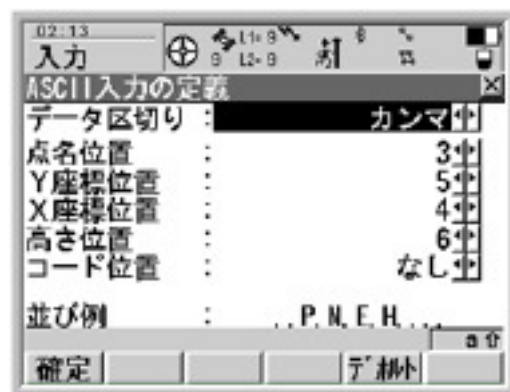 02:13
入力
9 L1= 9
L2= 9
8
ASCII入力の定義
データ区切り : カンマ
点名位置 : 3
Y座標位置 : 5
X座標位置 : 4
高さ位置 : 6
コード位置 : なし
並び例 : , , P, N, E, H, , , ,
a
確定 デホルト